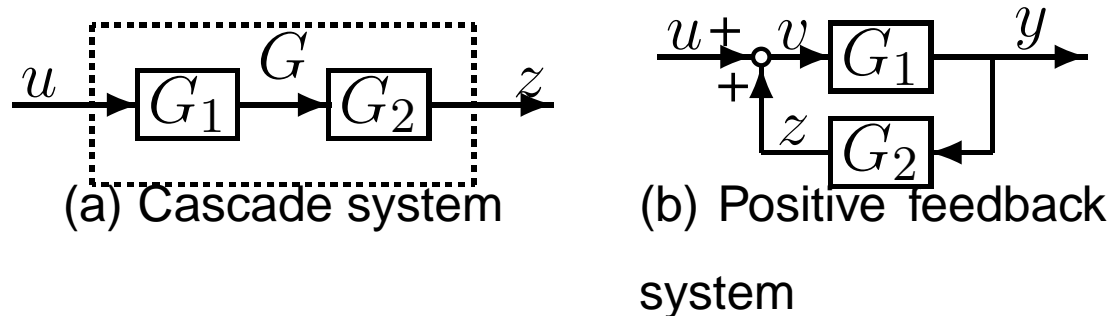 u G₁ G G₂ z
(a) Cascade system
u + v G₁ y
+ z G₂
(b) Positive feedback
system